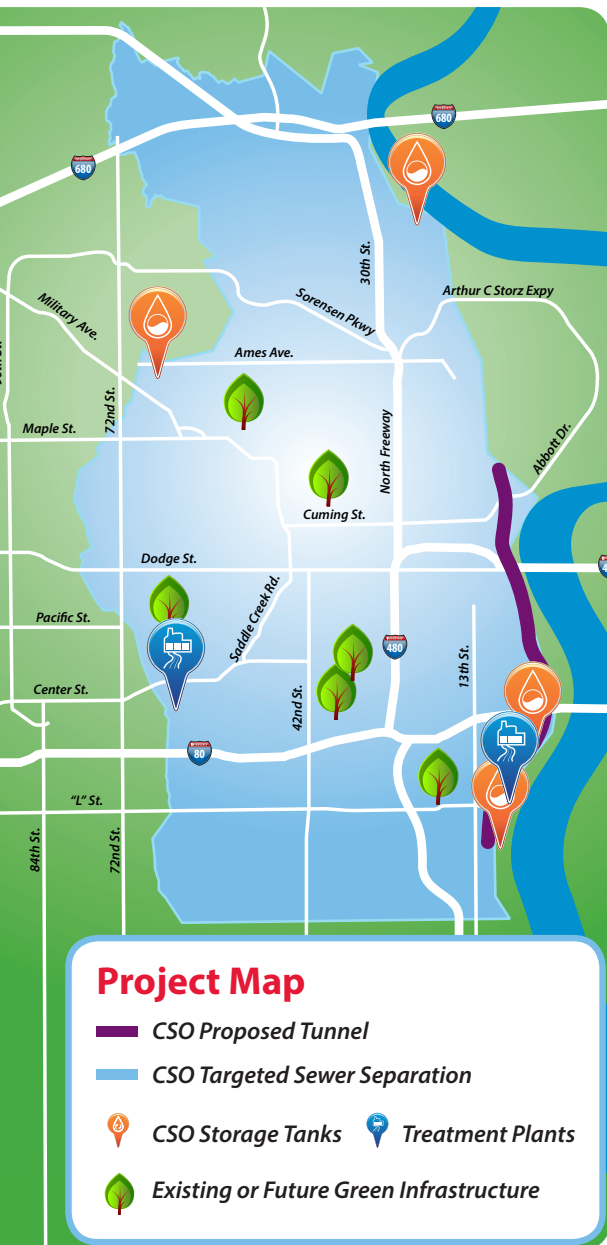 680
680
30th St.
Arthur C Storz Expy
Military Ave.
Sorensen Pkwy
Ames Ave.
72nd St.
Maple St.
North Freeway
Abbott Dr.
Cuming St.
Dodge St.
Saddle Creek Rd.
Pacific St.
480
13th St.
Center St.
42nd St.
80
"L" St.
84th St.
72nd St.
Project Map
CSO Proposed Tunnel
CSO Targeted Sewer Separation
CSO Storage Tanks
Treatment Plants
Existing or Future Green Infrastructure